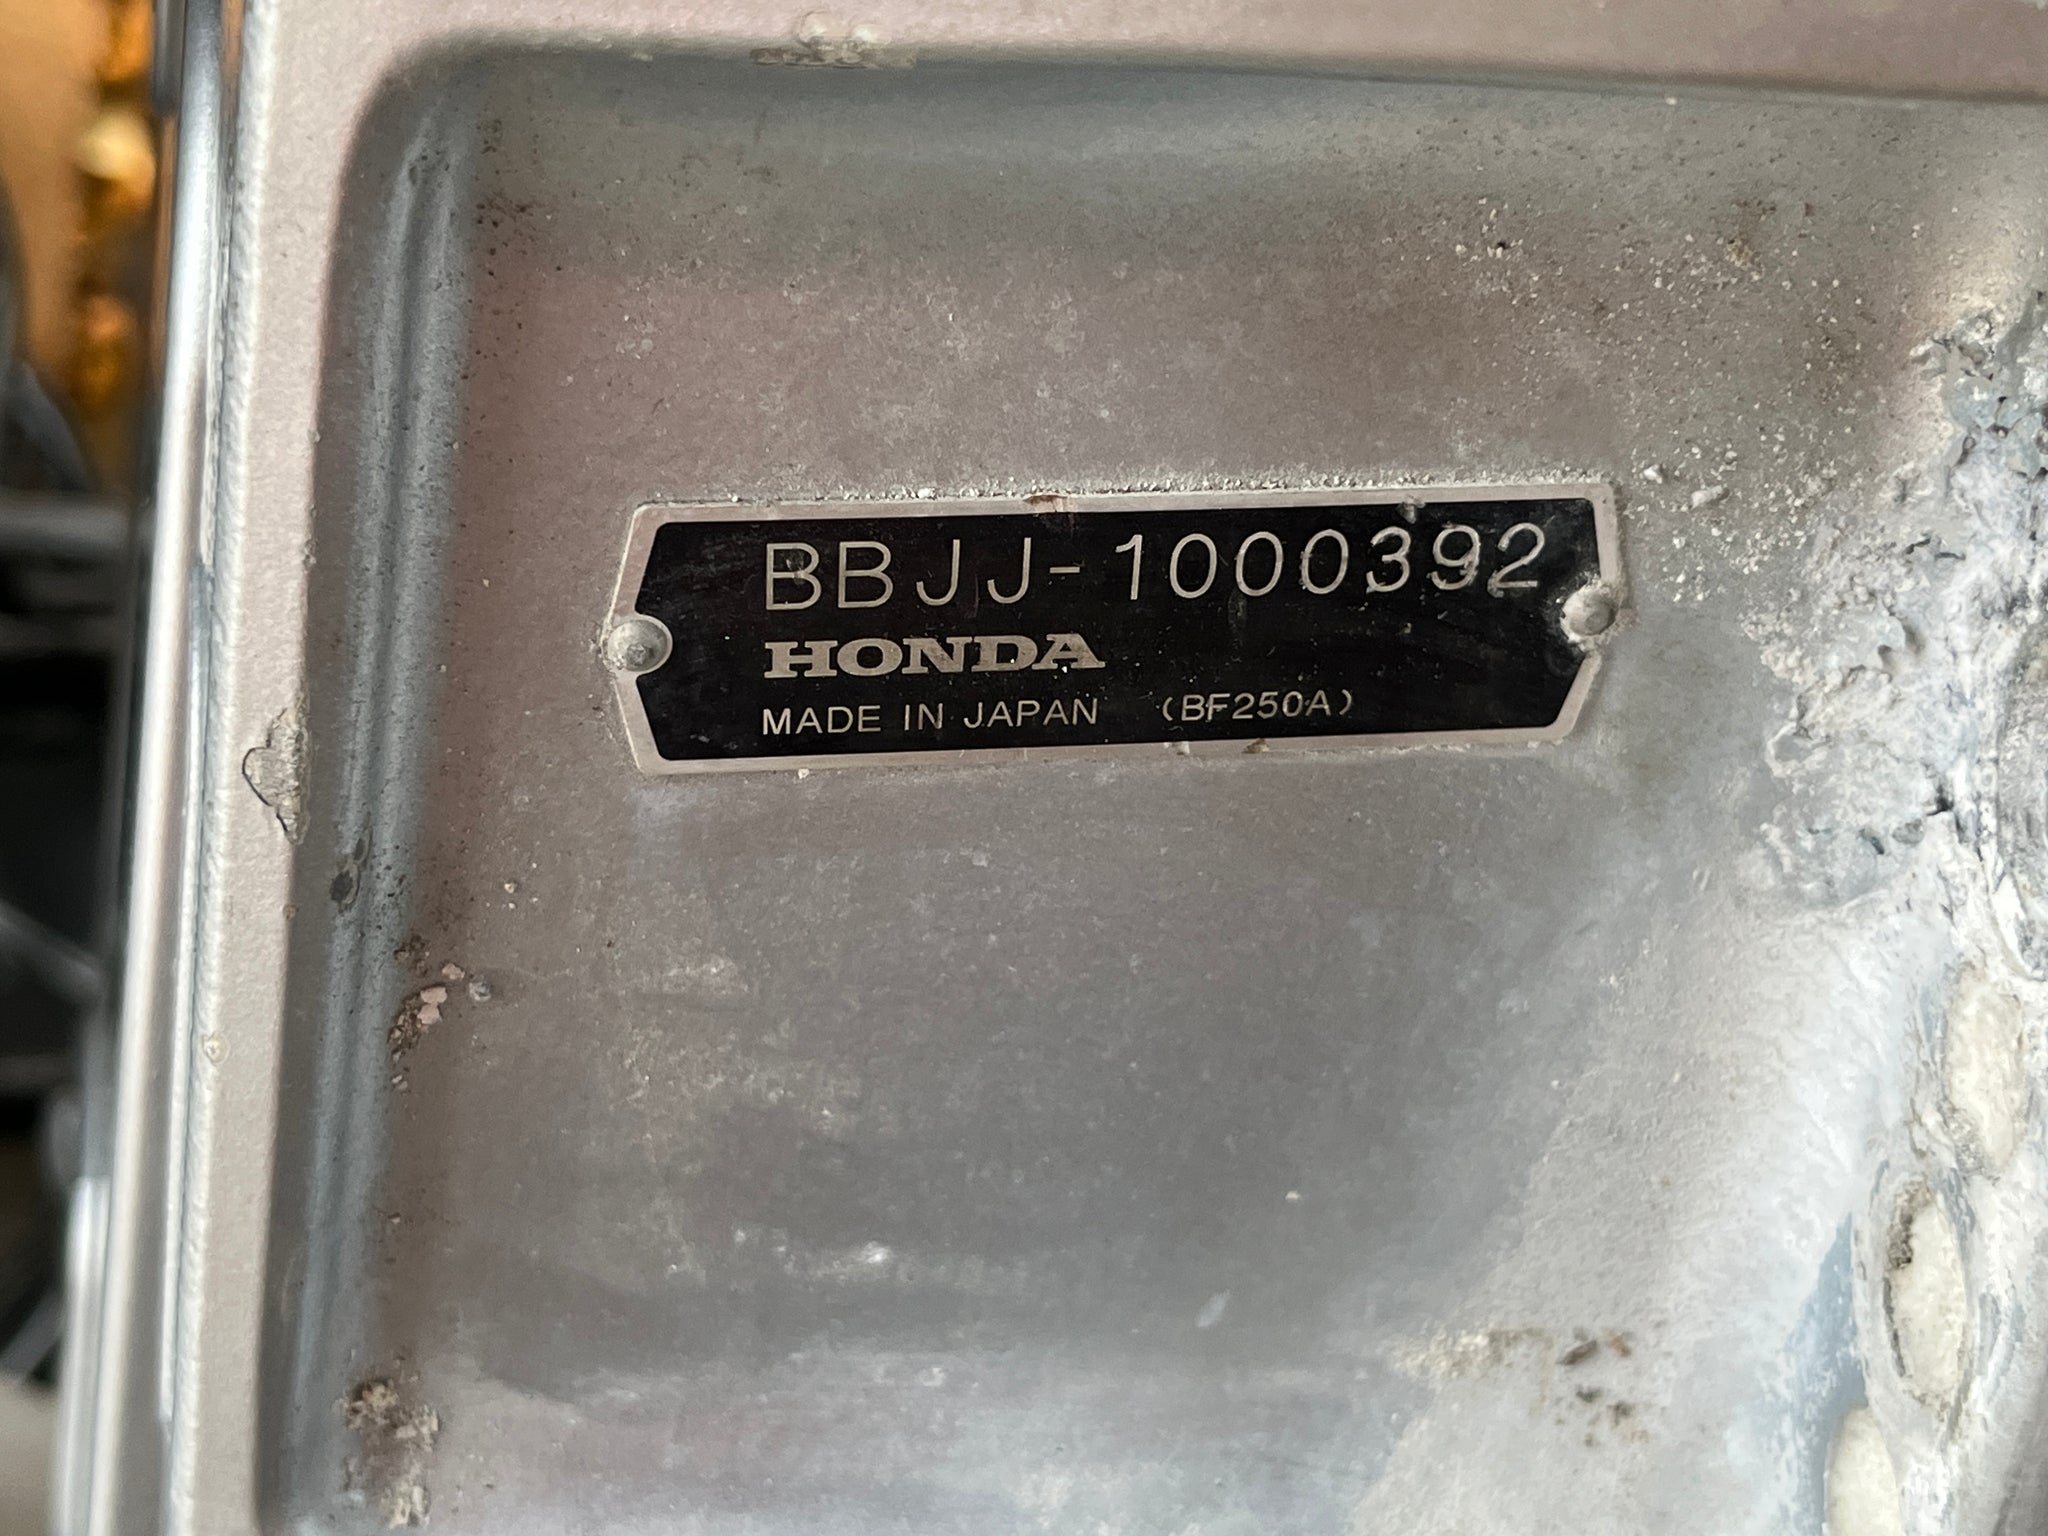 BBJJ-1000392
HONDA
MADE IN JAPAN (BF250A)